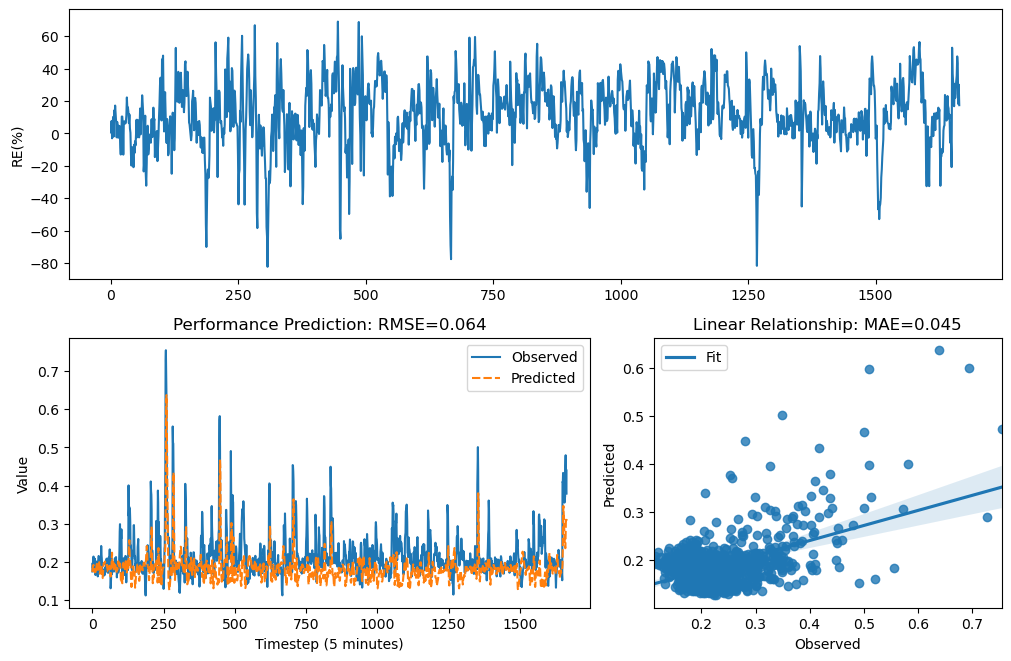 RE(%)
60
40
20
0
−20
−40
−60
−80
0 250 500 750 1000 1250 1500
Performance Prediction: RMSE=0.064
Value
0.7
0.6
0.5
0.4
0.3
0.2
0.1
Observed
Predicted
0 250 500 750 1000 1250 1500
Timestep (5 minutes)
Linear Relationship: MAE=0.045
Predicted
0.6
0.5
0.4
0.3
0.2
Fit
0.2 0.3 0.4 0.5 0.6 0.7
Observed